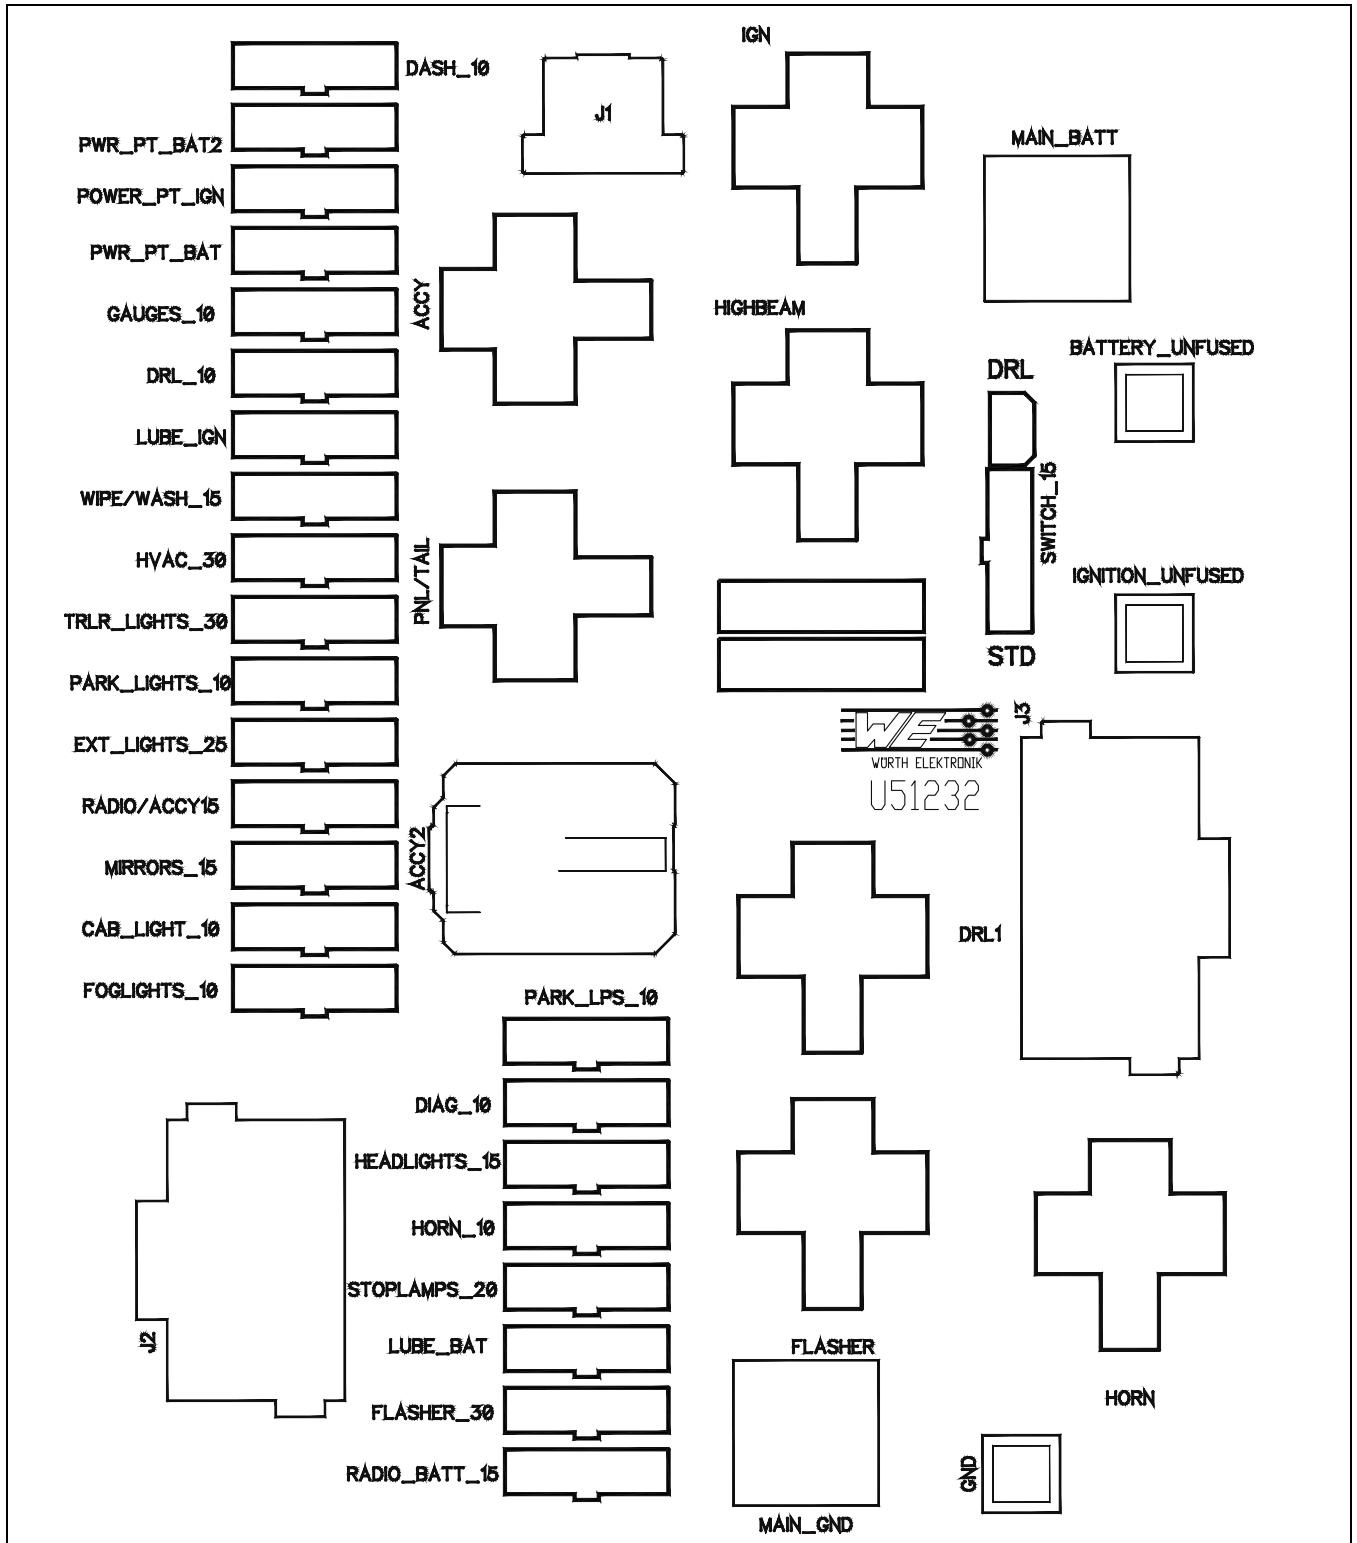 IGN
DASH_10
J1
MAIN_BATT
PWR_PT_BAT2
POWER_PT_IGN
PWR_PT_BAT
ACCY
HIGHBEAM
GAUGES_10
BATTERY_UNFUSED
DRL
DRL_10
LUBE_IGN
WIPE/WASH_15
SWITCH_15
HVAC_30
PNL/TAIL
IGNITION_UNFUSED
TRLR_LIGHTS_30
STD
PARK_LIGHTS_10
J3
EXT_LIGHTS_25
WE
WÜRTH ELEKTRONIK
U51232
RADIO/ACCY15
ACCY2
MIRRORS_15
CAB_LIGHT_10
DRL1
FOGLIGHTS_10
PARK_LPS_10
DIAG_10
HEADLIGHTS_15
HORN_10
STOPLAMPS_20
J2
LUBE_BAT
FLASHER
HORN
FLASHER_30
RADIO_BATT_15
GND
MAIN_GND